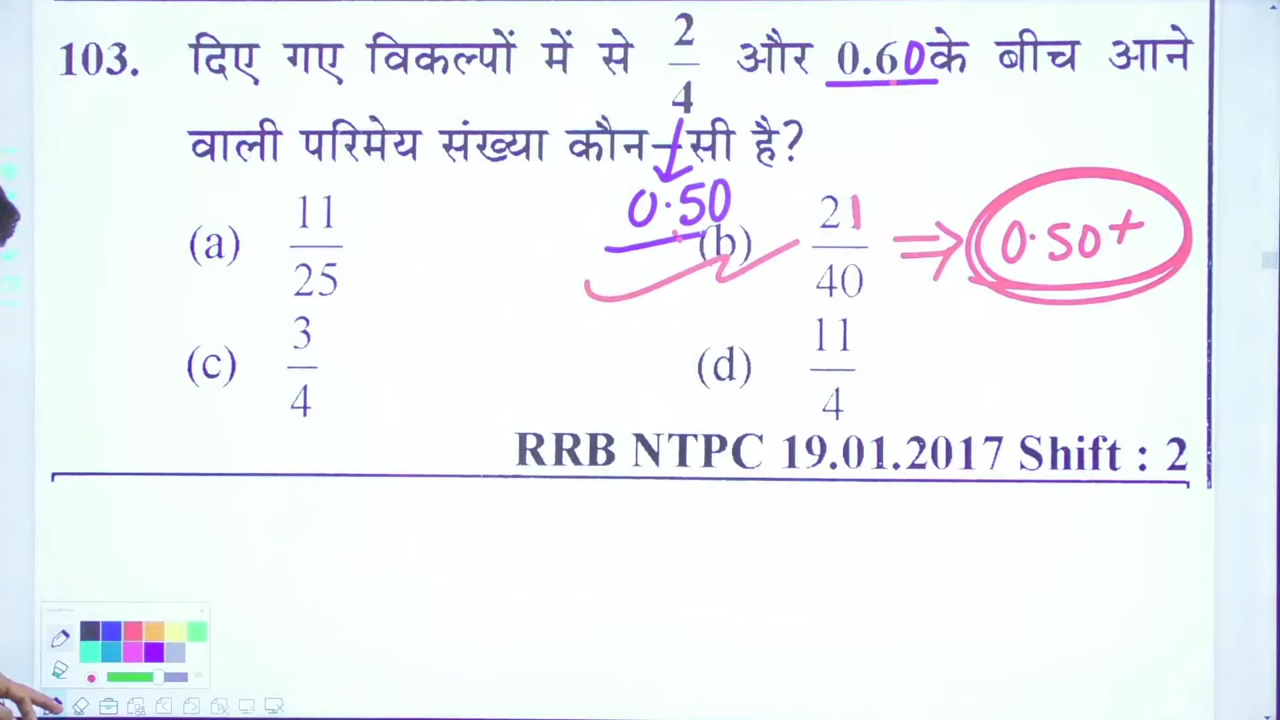 103. दिए गए विकल्पों में से 2/4 और 0.60 के बीच आने
वाली परिमेय संख्या कौन-सी है?
0.50
(a) 11/25 (b) 21/40 ⇒ 0.50+
(c) 3/4 (d) 11/4
RRB NTPC 19.01.2017 Shift : 2